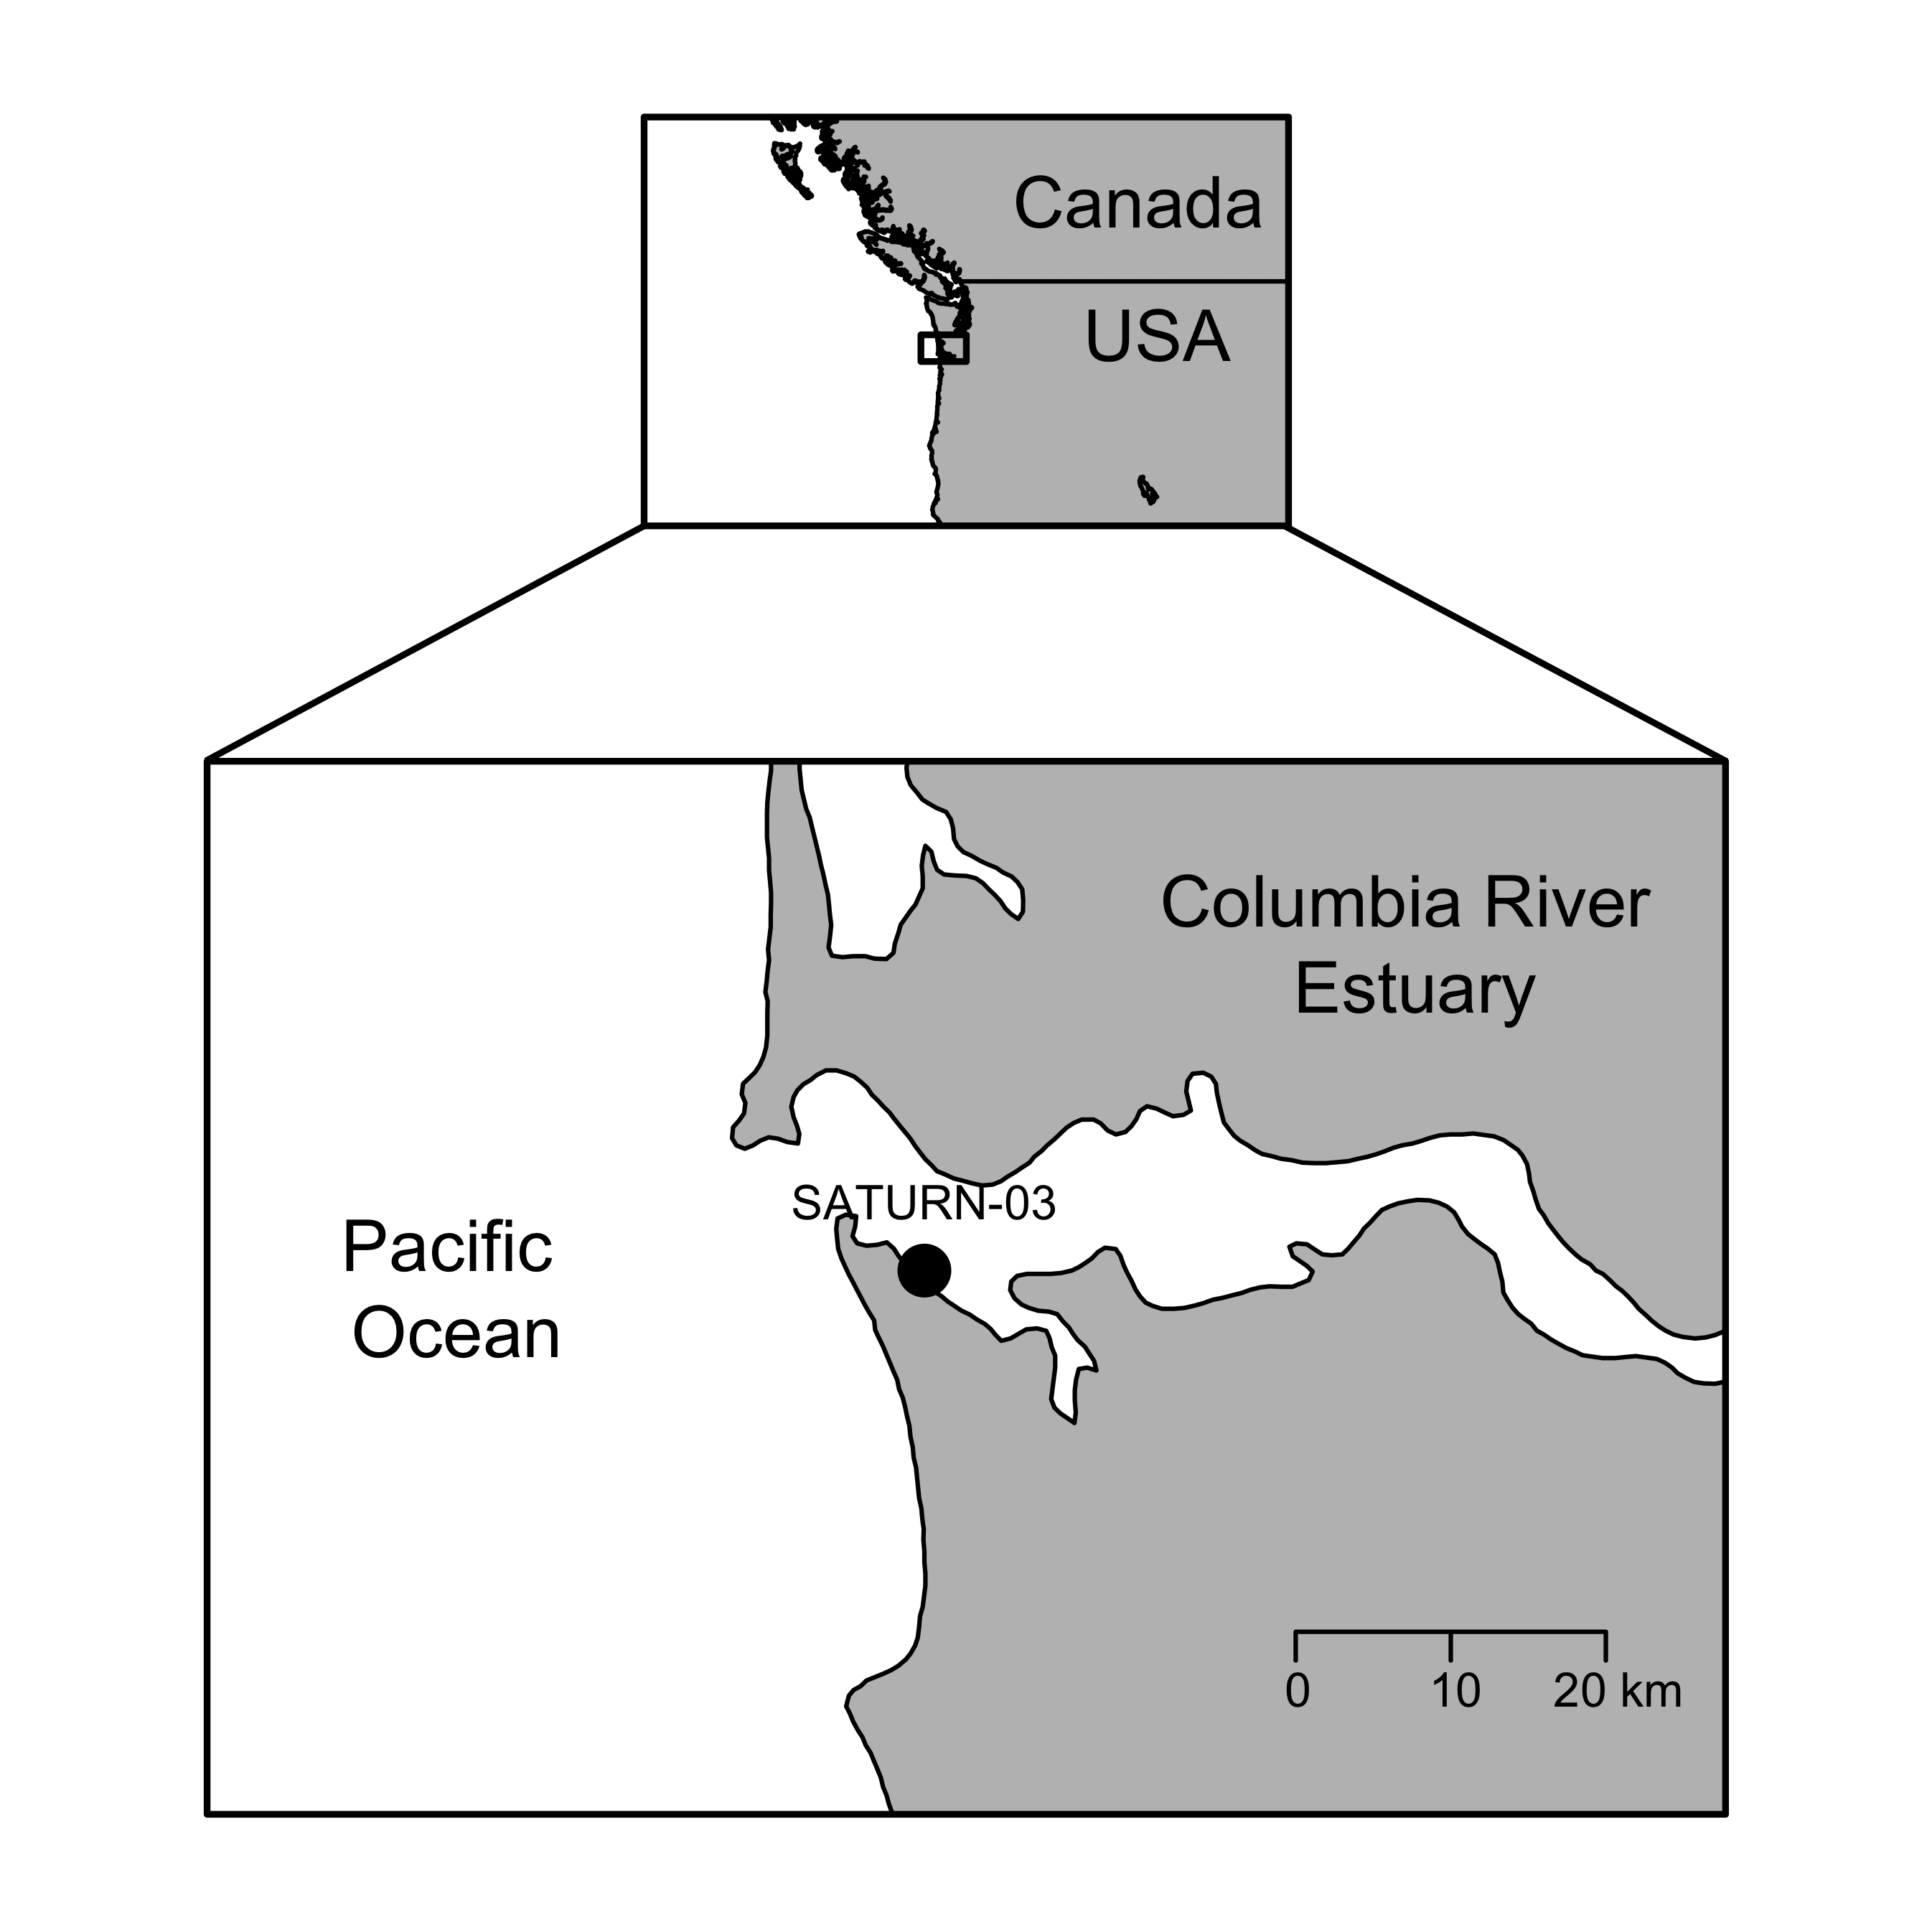 Canada
USA
Columbia River
Estuary
SATURN-03
Pacific
Ocean
0 10 20 km